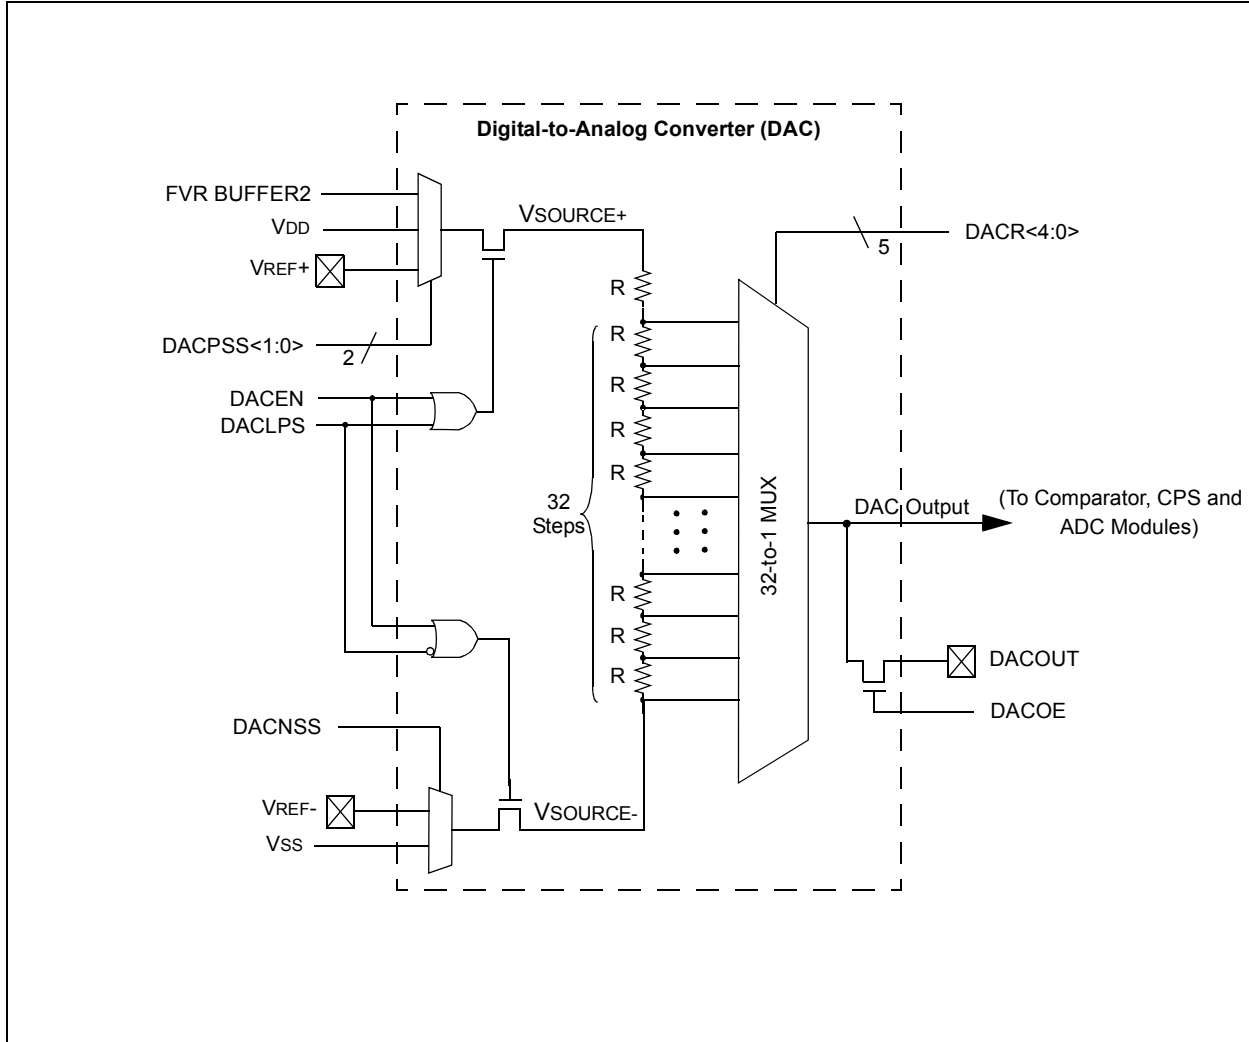 Digital-to-Analog Converter (DAC)
FVR BUFFER2
VDD
VREF+
VSOURCE+
DACR<4:0>
5
DACPSS<1:0>
2
DACEN
DACLPS
R
R
R
R
R
32
Steps
R
R
R
32-to-1 MUX
DAC Output
(To Comparator, CPS and
ADC Modules)
DACOUT
DACOE
DACNSS
VREF-
VSS
VSOURCE-